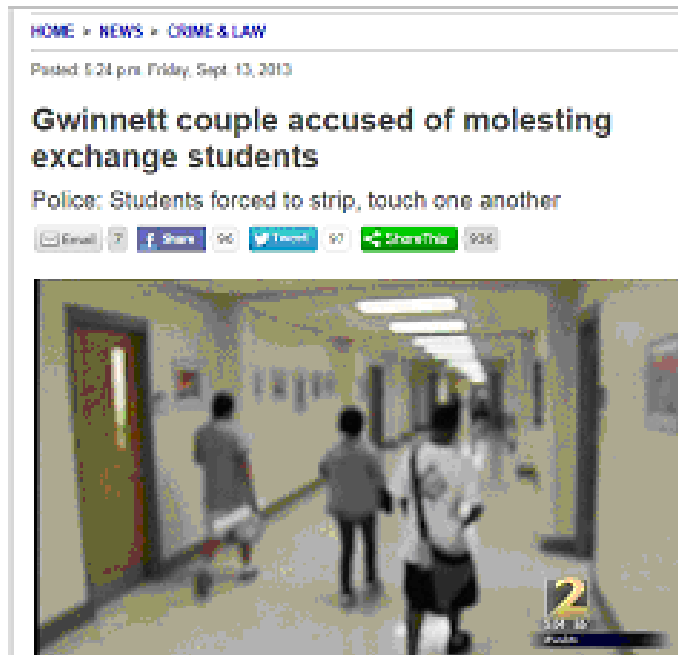 HOME > NEWS > CRIME & LAW
Posted: 5:24 p.m. Friday, Sept. 13, 2013
Gwinnett couple accused of molesting
exchange students
Police: Students forced to strip, touch one another
Email 7 Share 96 Tweet 97 ShareThis 936
2